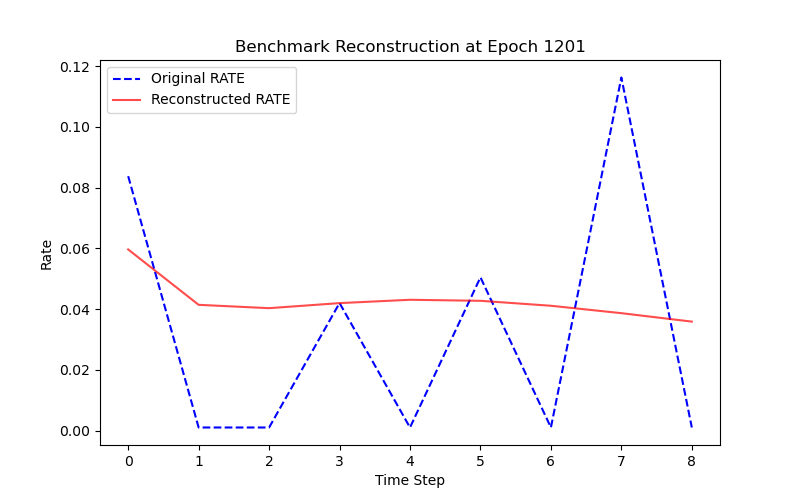 Benchmark Reconstruction at Epoch 1201
Original RATE
Reconstructed RATE
0.12
0.10
0.08
0.06
0.04
0.02
0.00
Rate
0 1 2 3 4 5 6 7 8
Time Step